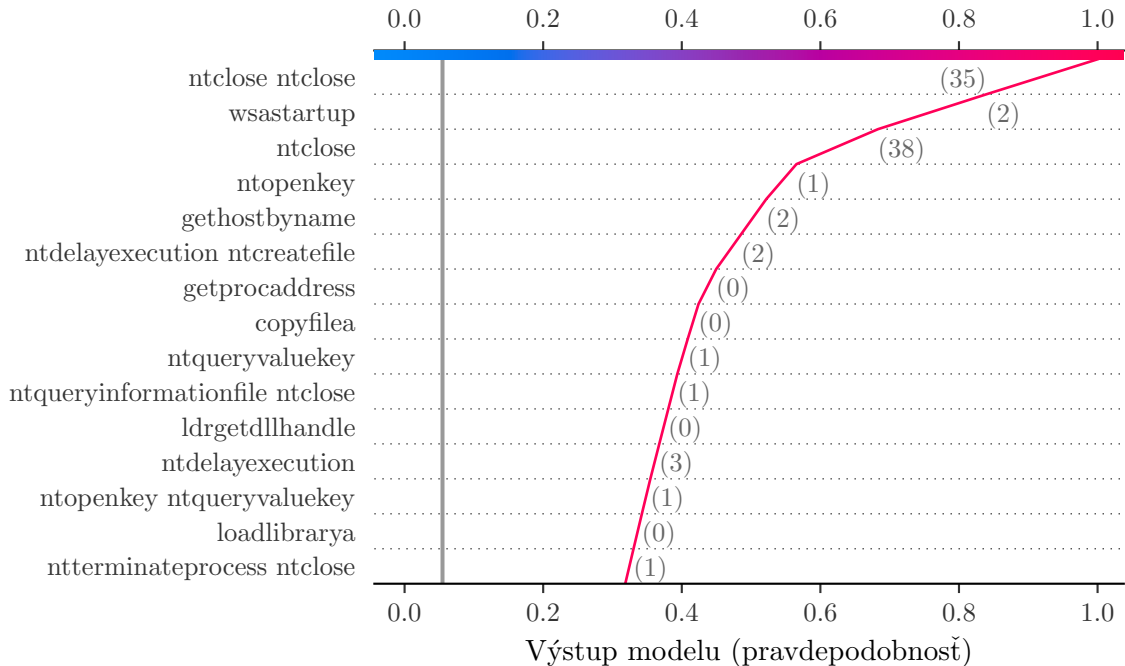 0.0 0.2 0.4 0.6 0.8 1.0
ntclose ntclose (35)
wsastartup (2)
ntclose (38)
ntopenkey (1)
gethostbyname (2)
ntdelayexecution ntcreatefile (2)
getprocaddress (0)
copyfilea (0)
ntqueryvaluekey (1)
ntqueryinformationfile ntclose (1)
ldrgetdllhandle (0)
ntdelayexecution (3)
ntopenkey ntqueryvaluekey (1)
loadlibrarya (0)
ntterminateprocess ntclose (1)
0.0 0.2 0.4 0.6 0.8 1.0
Výstup modelu (pravdepodobnosť)